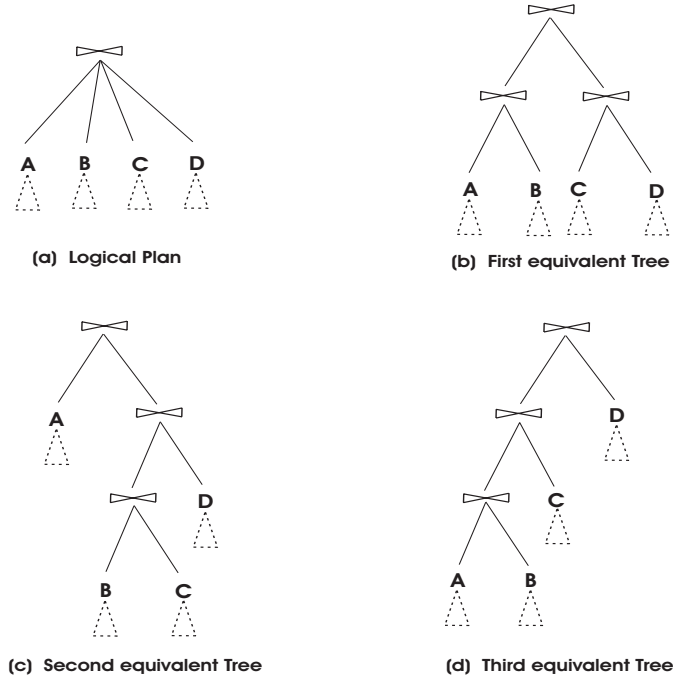 A B C D
(a) Logical Plan
A B C D
(b) First equivalent Tree
A
D
B C
(c) Second equivalent Tree
D
C
A B
(d) Third equivalent Tree